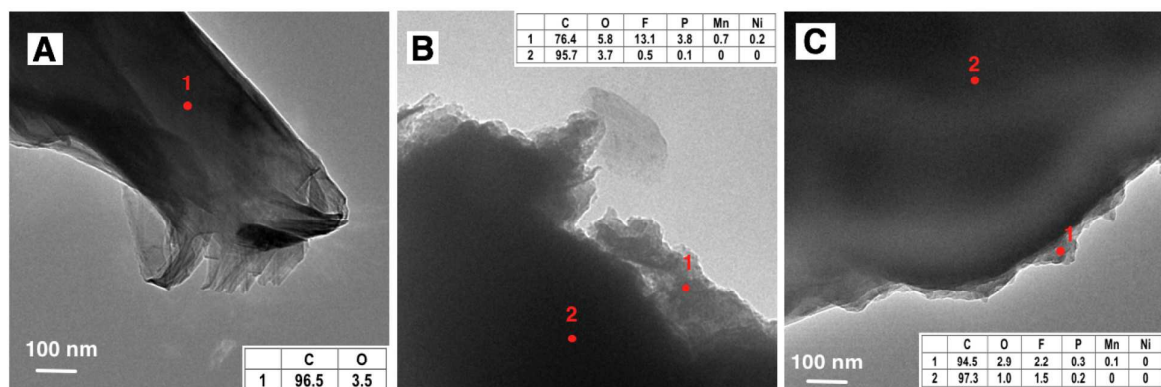 A
1
100 nm
C O
1 96.5 3.5
B
C O F P Mn Ni
1 76.4 5.8 13.1 3.8 0.7 0.2
2 95.7 3.7 0.5 0.1 0 0
1
2
C
2
1
C O F P Mn Ni
1 94.5 2.9 2.2 0.3 0.1 0
2 97.3 1.0 1.5 0.2 0 0
100 nm